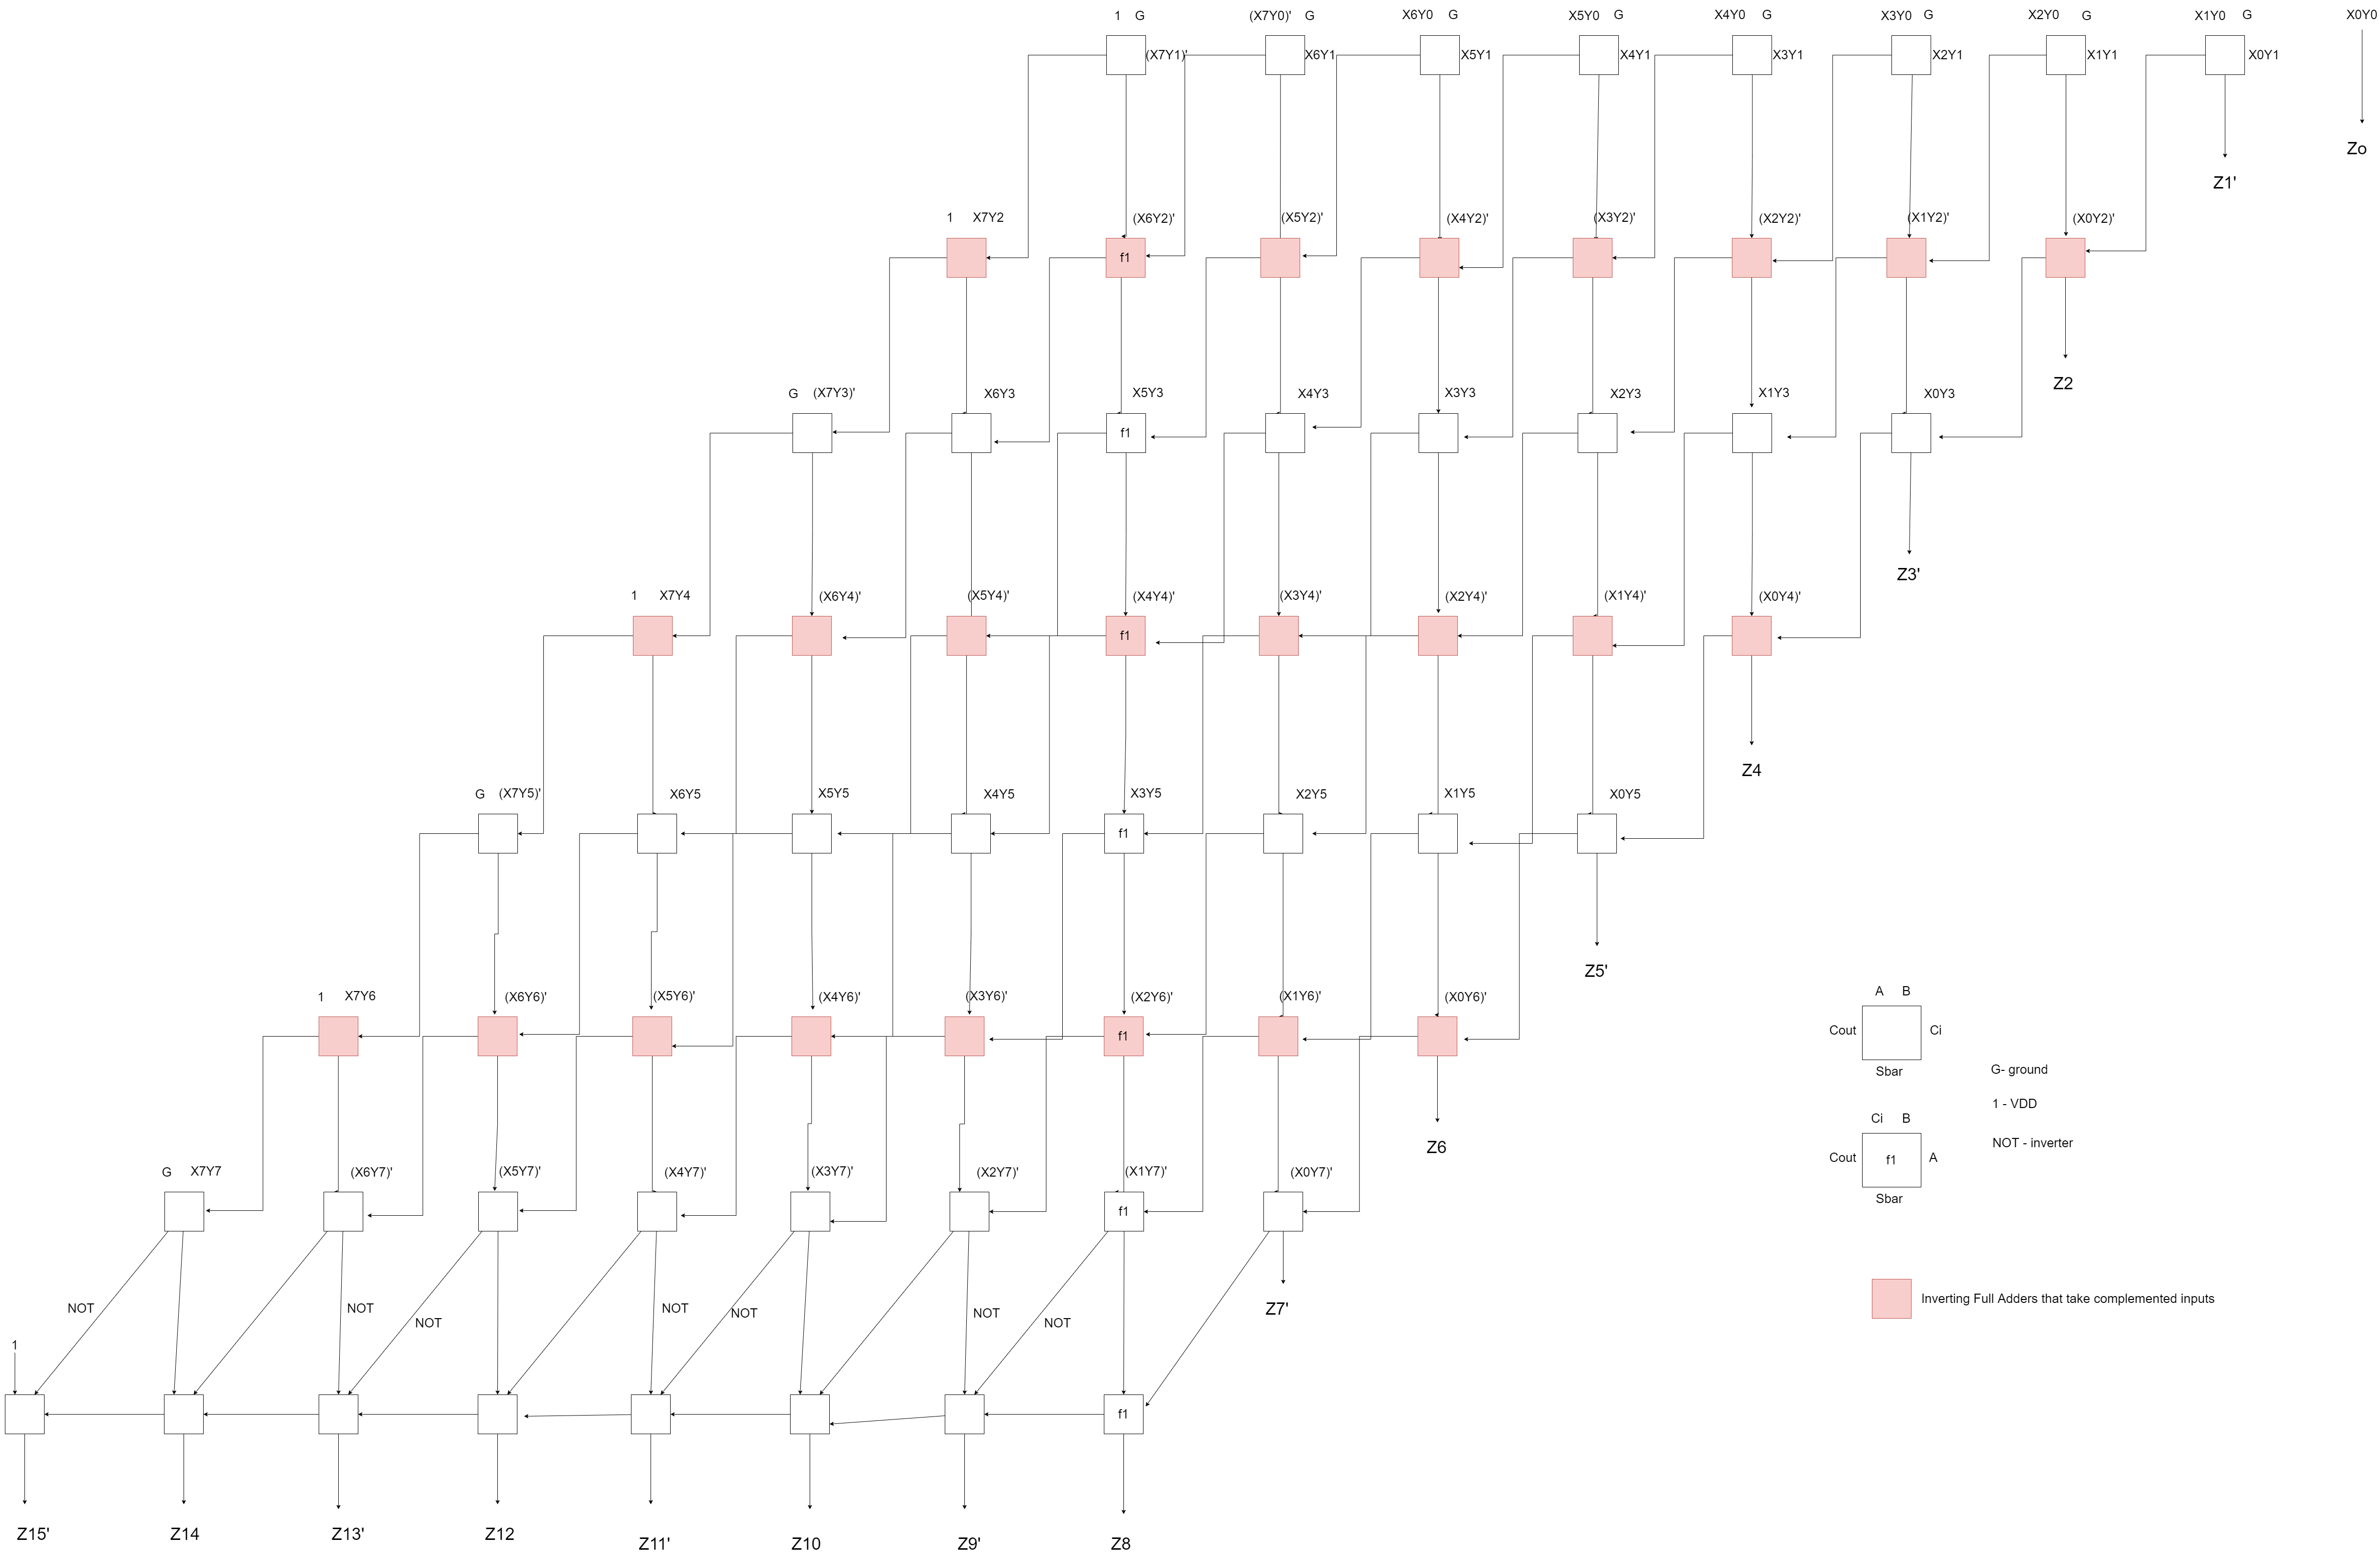 1 G (X7Y0)' G X6Y0 G X5Y0 G X4Y0 G X3Y0 G X2Y0 G X1Y0 G X0Y0
(X7Y1)' X6Y1 X5Y1 X4Y1 X3Y1 X2Y1 X1Y1 X0Y1
Zo
Z1'
1 X7Y2 (X6Y2)' (X5Y2)' (X4Y2)' (X3Y2)' (X2Y2)' (X1Y2)' (X0Y2)'
f1
Z2
G (X7Y3)' X6Y3 X5Y3 X4Y3 X3Y3 X2Y3 X1Y3 X0Y3
f1
Z3'
1 X7Y4 (X6Y4)' (X5Y4)' (X4Y4)' (X3Y4)' (X2Y4)' (X1Y4)' (X0Y4)'
f1
Z4
G (X7Y5)' X6Y5 X5Y5 X4Y5 X3Y5 X2Y5 X1Y5 X0Y5
f1
Z5'
1 X7Y6 (X6Y6)' (X5Y6)' (X4Y6)' (X3Y6)' (X2Y6)' (X1Y6)' (X0Y6)'
f1
Z6
G X7Y7 (X6Y7)' (X5Y7)' (X4Y7)' (X3Y7)' (X2Y7)' (X1Y7)' (X0Y7)'
f1
Z7'
NOT NOT NOT NOT NOT NOT NOT
1
f1
Z15' Z14 Z13' Z12 Z11' Z10 Z9' Z8
A B
Cout Ci
Sbar
G- ground
1 - VDD
Ci B
NOT - inverter
Cout f1 A
Sbar
Inverting Full Adders that take complemented inputs